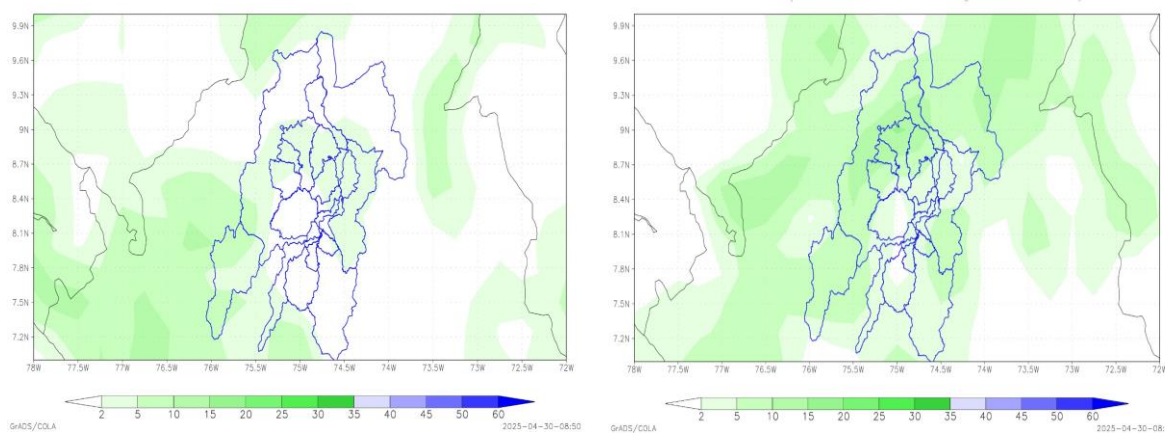 9.9N
9.6N
9.3N
9N
8.7N
8.4N
8.1N
7.8N
7.5N
7.2N
78W 77.5W 77W 76.5W 76W 75.5W 75W 74.5W 74W 73.5W 73W 72.5W 72W
2 5 10 15 20 25 30 35 40 45 50 60
GrADS/COLA 2025-04-30-08:50
9.9N
9.6N
9.3N
9N
8.7N
8.4N
8.1N
7.8N
7.5N
7.2N
78W 77.5W 77W 76.5W 76W 75.5W 75W 74.5W 74W 73.5W 73W 72.5W 72W
2 5 10 15 20 25 30 35 40 45 50 60
GrADS/COLA 2025-04-30-08: